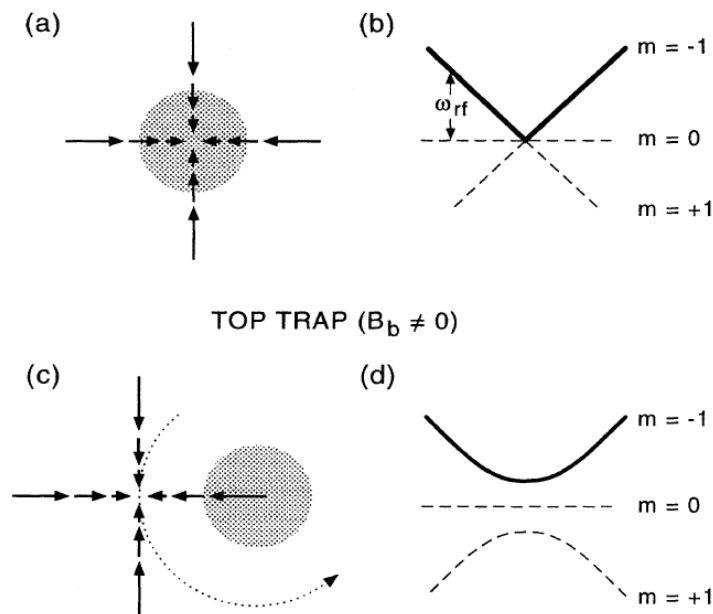 (a)
(b)
m = -1
ω_rf
m = 0
m = +1
TOP TRAP (B_b ≠ 0)
(c)
(d)
m = -1
m = 0
m = +1